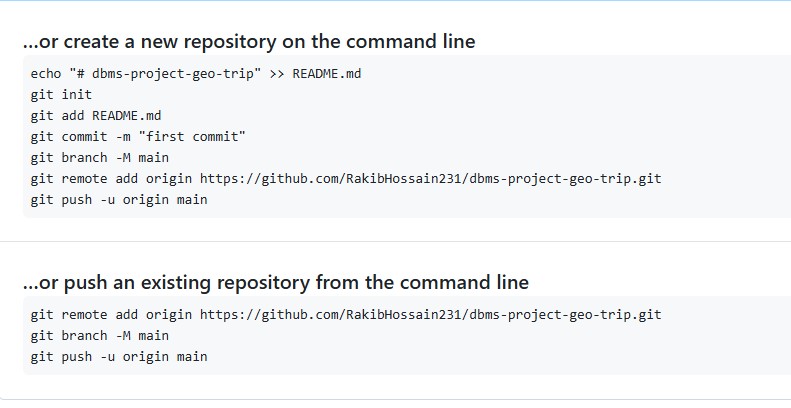 ...or create a new repository on the command line
echo "# dbms-project-geo-trip" >> README.md
git init
git add README.md
git commit -m "first commit"
git branch -M main
git remote add origin https://github.com/RakibHossain231/dbms-project-geo-trip.git
git push -u origin main
...or push an existing repository from the command line
git remote add origin https://github.com/RakibHossain231/dbms-project-geo-trip.git
git branch -M main
git push -u origin main